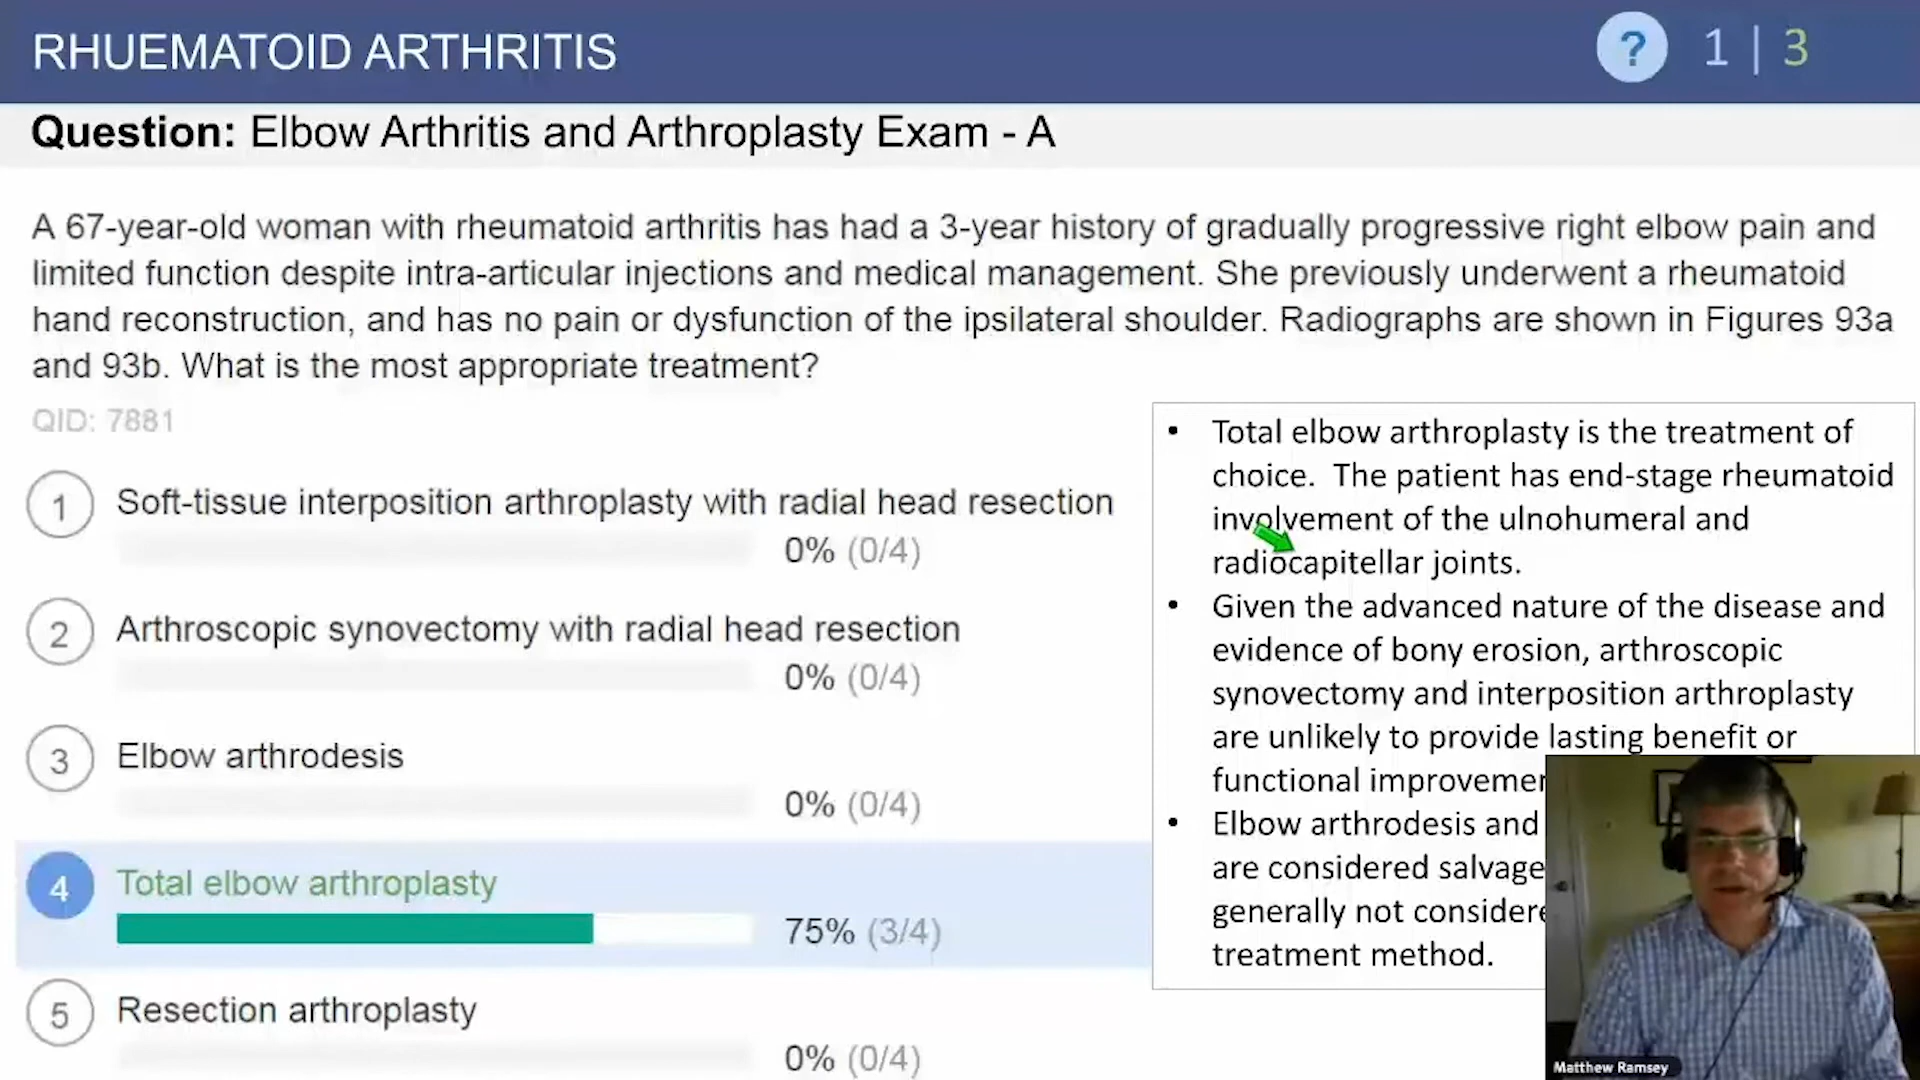 RHUEMATOID ARTHRITIS
? 1 | 3
Question: Elbow Arthritis and Arthroplasty Exam - A
A 67-year-old woman with rheumatoid arthritis has had a 3-year history of gradually progressive right elbow pain and
limited function despite intra-articular injections and medical management. She previously underwent a rheumatoid
hand reconstruction, and has no pain or dysfunction of the ipsilateral shoulder. Radiographs are shown in Figures 93a
and 93b. What is the most appropriate treatment?
QID: 7881
1 Soft-tissue interposition arthroplasty with radial head resection
0% (0/4)
2 Arthroscopic synovectomy with radial head resection
0% (0/4)
3 Elbow arthrodesis
0% (0/4)
4 Total elbow arthroplasty
75% (3/4)
5 Resection arthroplasty
0% (0/4)
• Total elbow arthroplasty is the treatment of
choice. The patient has end-stage rheumatoid
involvement of the ulnohumeral and
radiocapitellar joints.
• Given the advanced nature of the disease and
evidence of bony erosion, arthroscopic
synovectomy and interposition arthroplasty
are unlikely to provide lasting benefit or
functional
• Elbow arthrodesis and
are considered salvage
generally not
treatment method.
Matthew Ramsey